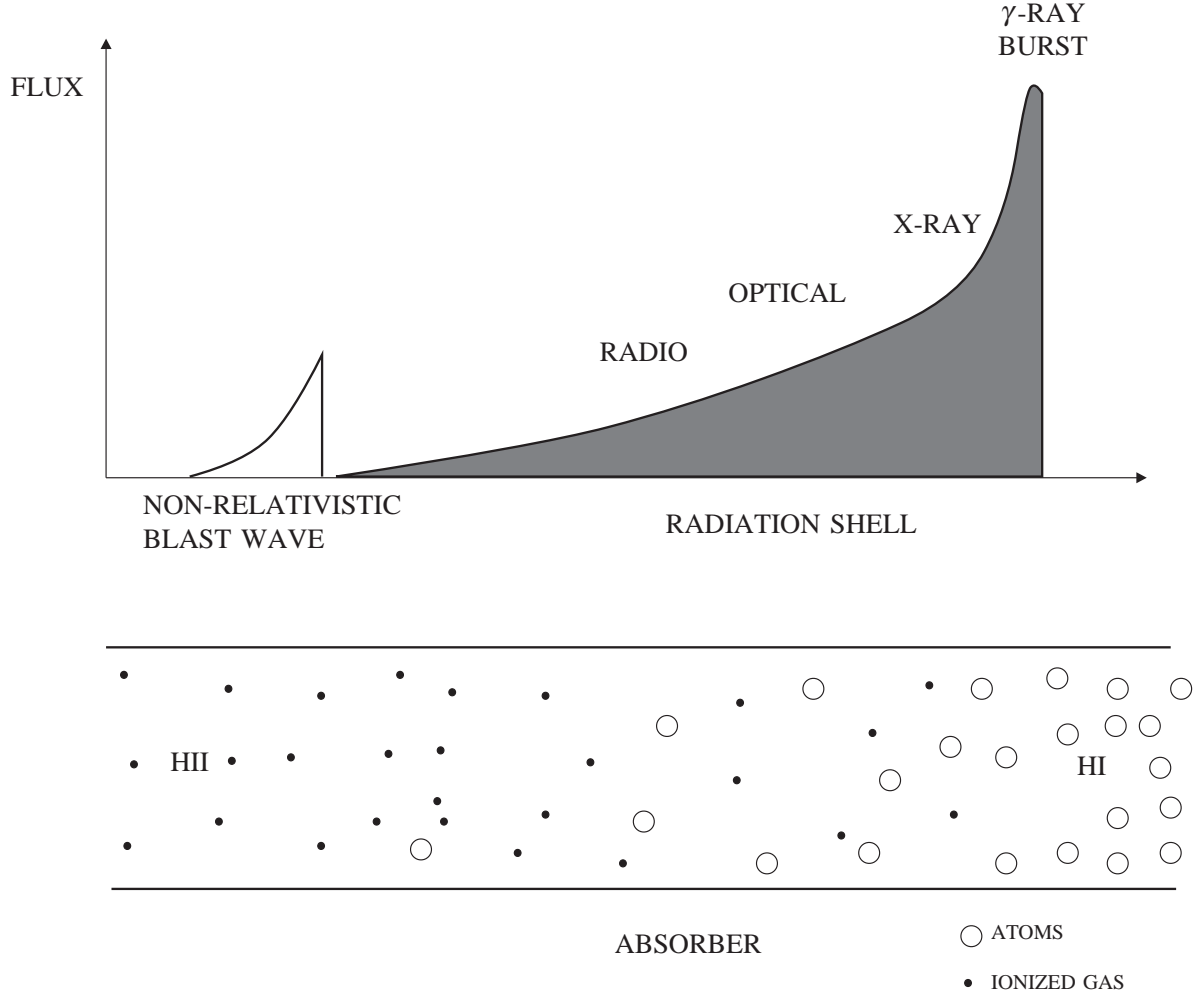 γ-RAY
BURST
FLUX
X-RAY
OPTICAL
RADIO
NON-RELATIVISTIC
BLAST WAVE
RADIATION SHELL
HII
HI
ABSORBER
ATOMS
IONIZED GAS